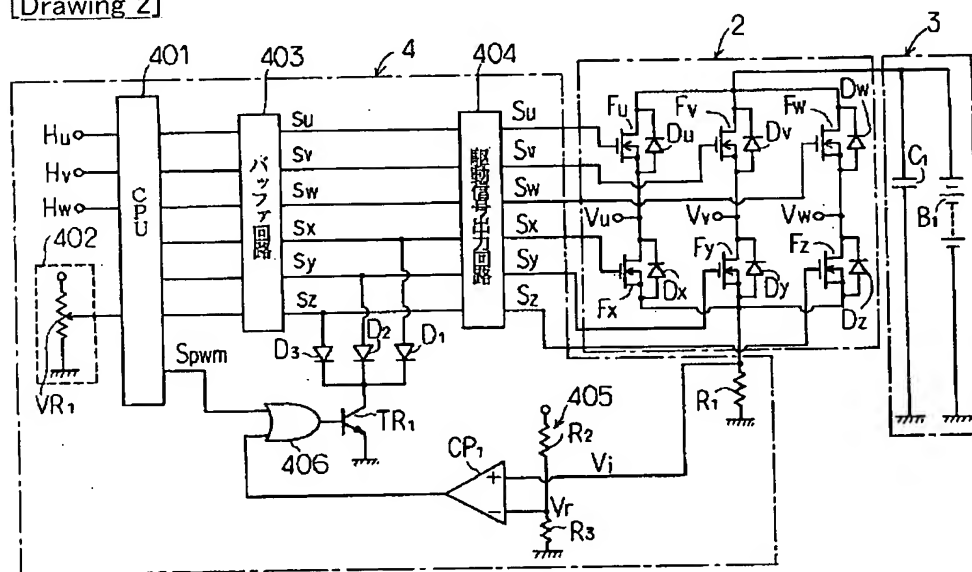 [Drawing 2]
401
403
4
404
2
3
Hu
Hv
Hw
CPU
バッファ回路
駆動信号出力回路
Su
Sv
Sw
Sx
Sy
Sz
Su
Sv
Sw
Sx
Sy
Sz
Fu
Du
Fv
Dv
Fw
Dw
Vu
Vv
Vw
Fx
Dx
Fy
Dy
Fz
Dz
C1
B1
402
VR1
Spwm
D3
D2
D1
TR1
406
CP1
+
−
405
R2
Vi
Vr
R3
R1